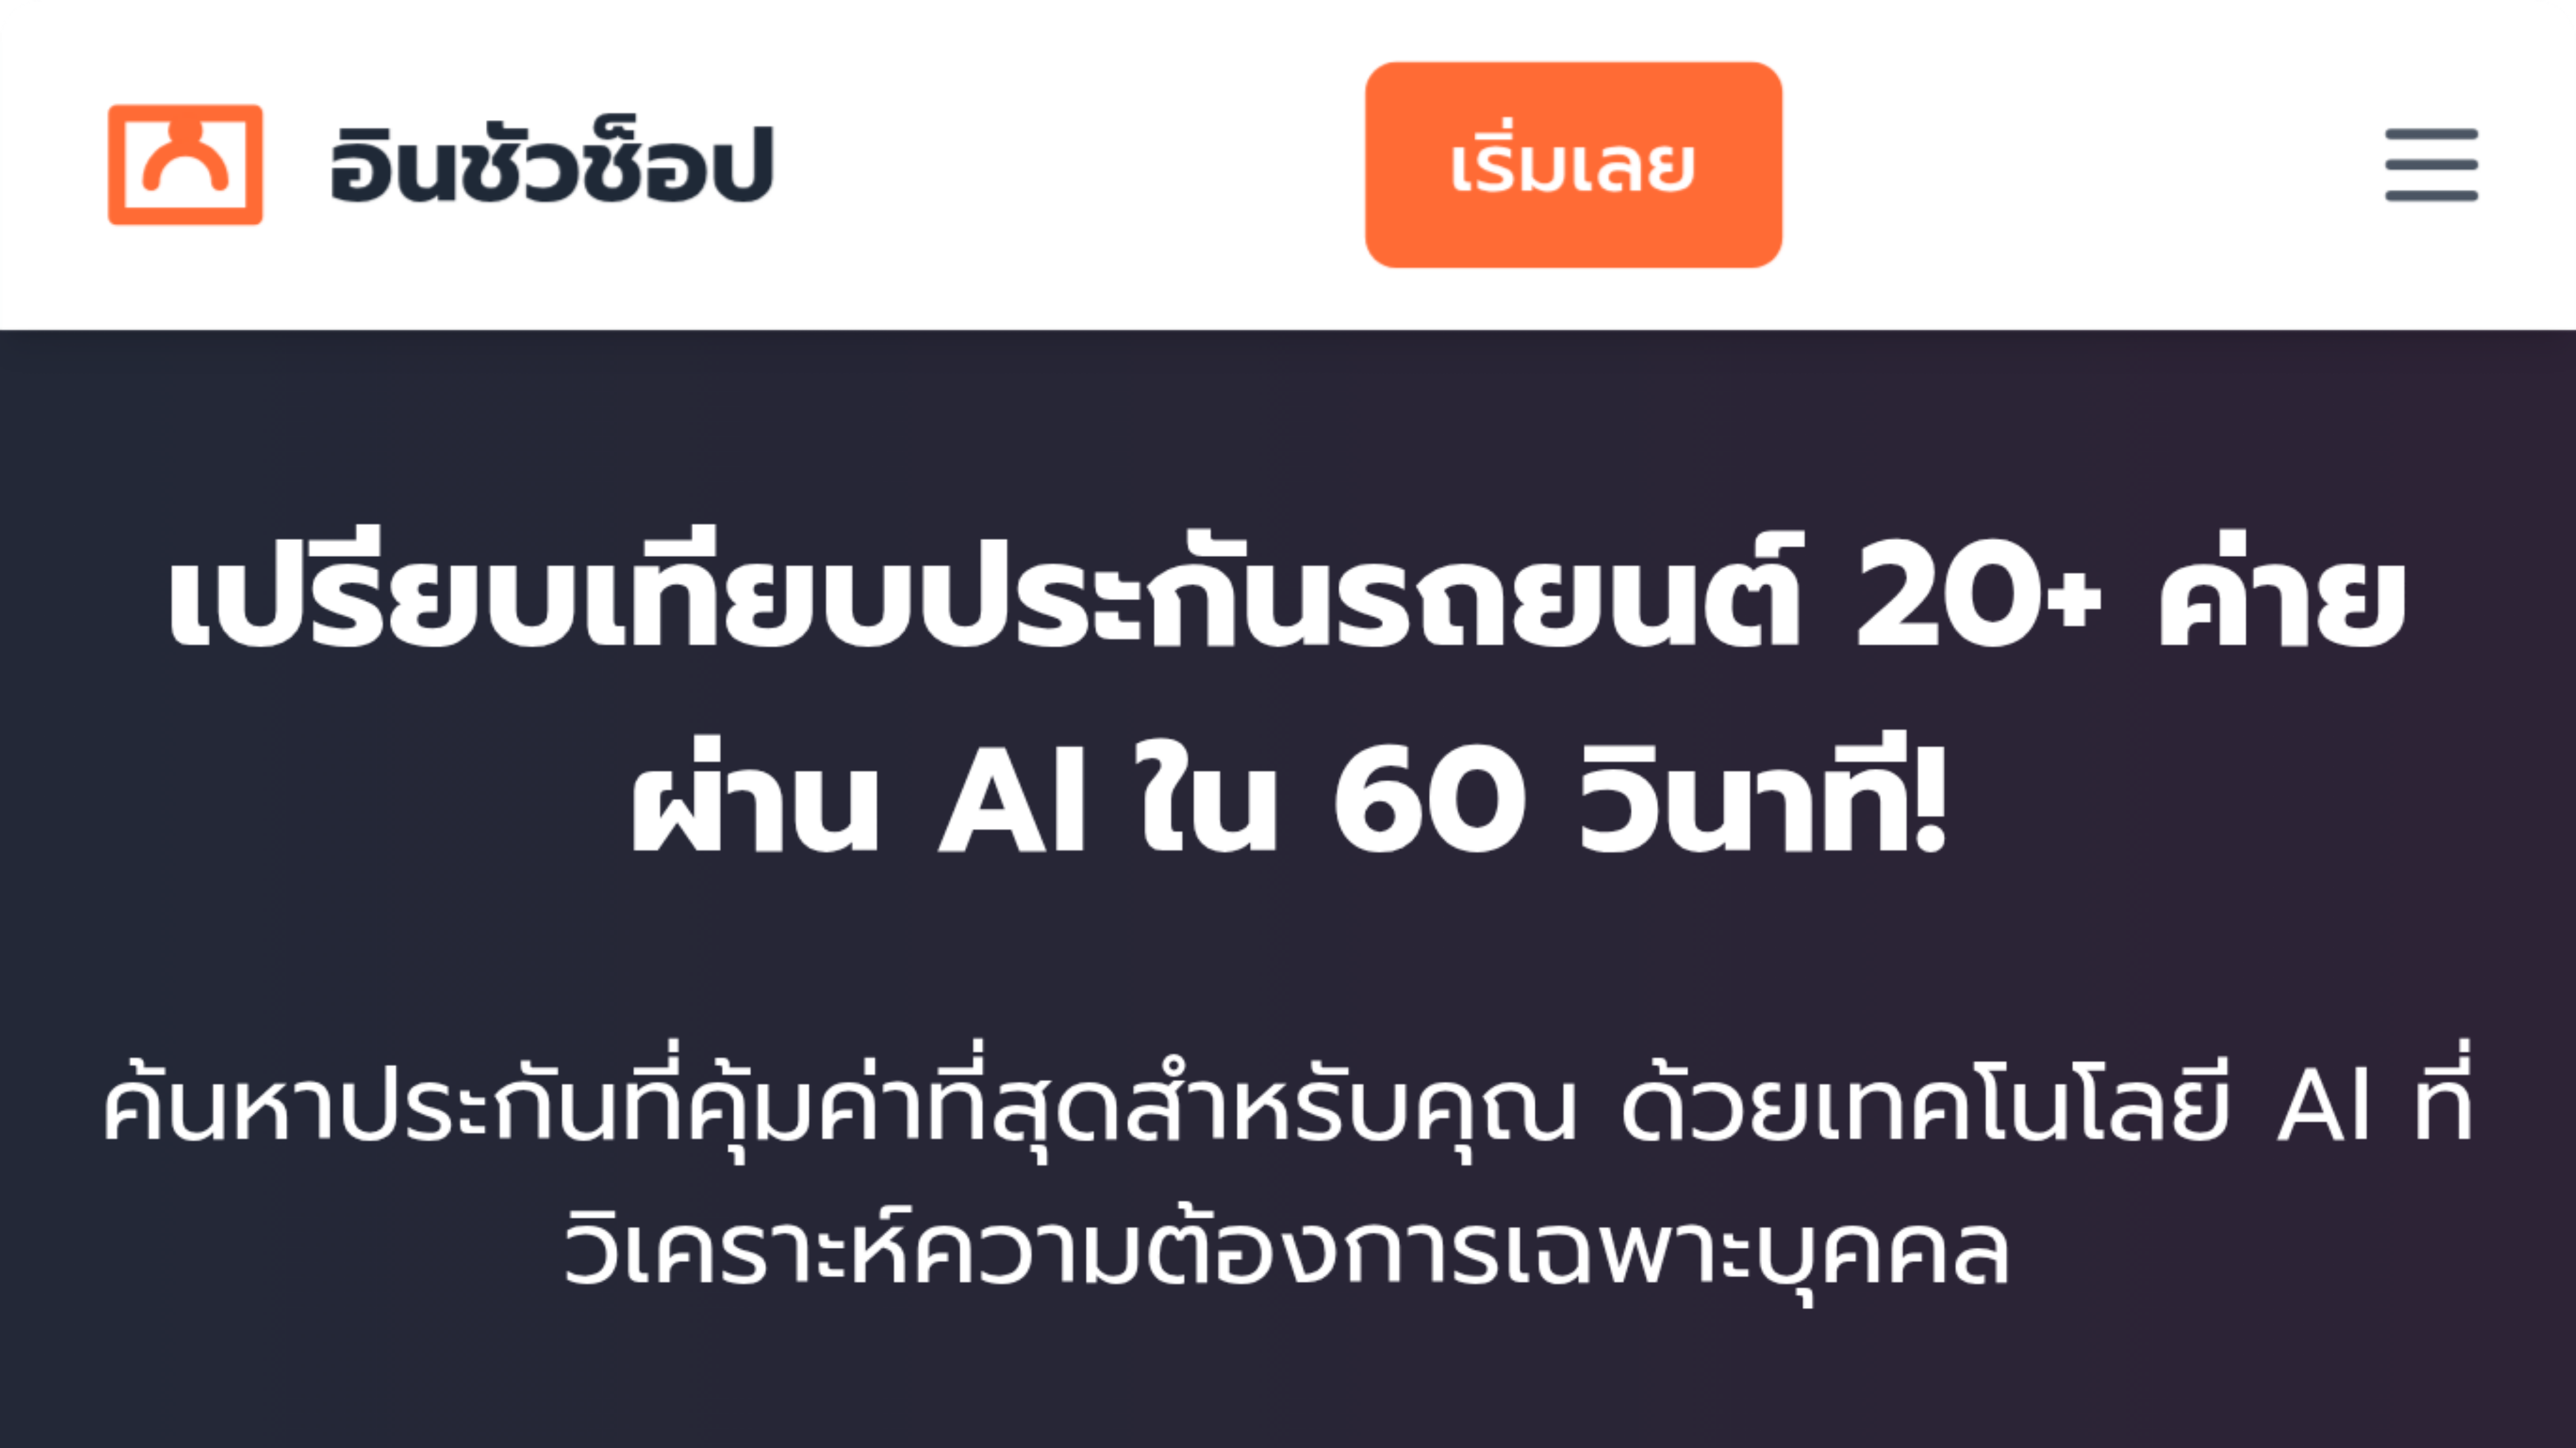 อินชัวช็อป
เริ่มเลย
เปรียบเทียบประกันรถยนต์ 20+ ค่าย
ผ่าน AI ใน 60 วินาที!
ค้นหาประกันที่คุ้มค่าที่สุดสำหรับคุณ ด้วยเทคโนโลยี AI ที่
วิเคราะห์ความต้องการเฉพาะบุคคล